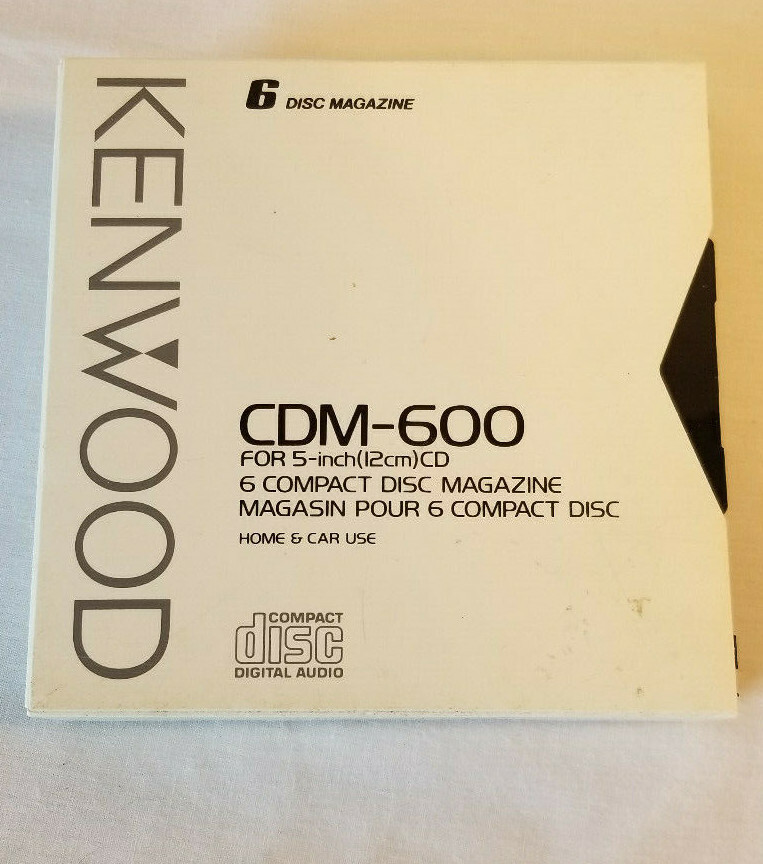 KENWOOD
6 DISC MAGAZINE
CDM-600
FOR 5-inch(12cm)CD
6 COMPACT DISC MAGAZINE
MAGASIN POUR 6 COMPACT DISC
HOME & CAR USE
COMPACT
disc
DIGITAL AUDIO